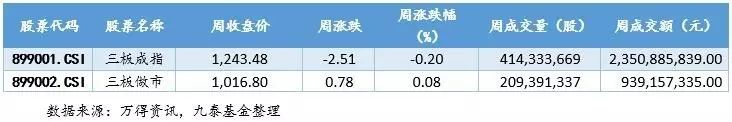 股票代码 股票名称 周收盘价 周涨跌 周涨跌幅(%) 周成交量（股） 周成交额（元）
899001.CSI 三板成指 1,243.48 -2.51 -0.20 414,333,669 2,350,885,839.00
899002.CSI 三板做市 1,016.80 0.78 0.08 209,391,337 939,157,335.00
数据来源：万得资讯，九泰基金整理